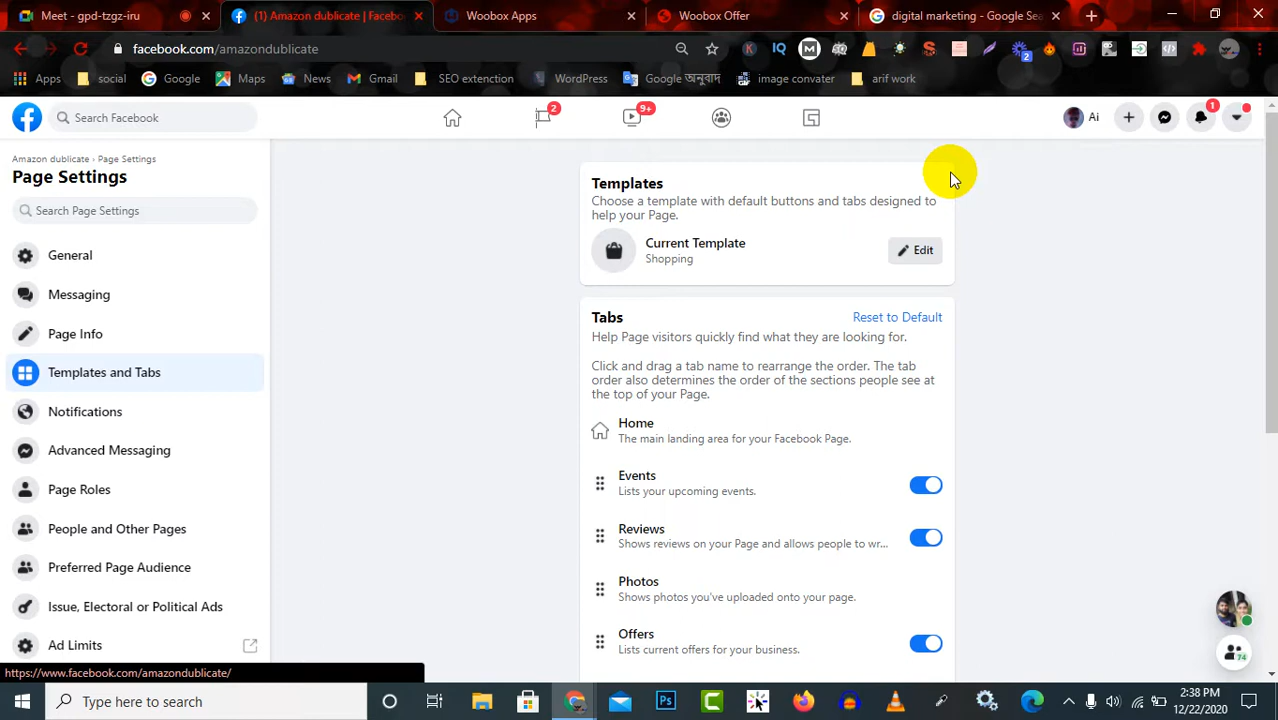 Meet - gpd-tzgz-iru
(1) Amazon dublicate | Faceboo
Woobox Apps
Woobox Offer
digital marketing - Google Sea
facebook.com/amazondublicate
Apps
social
Google
Maps
News
Gmail
SEO extenction
WordPress
Google অনুবাদ
image convater
arif work
Search Facebook
2
9+
Ai
1
Amazon dublicate › Page Settings
Page Settings
Search Page Settings
General
Messaging
Page Info
Templates and Tabs
Notifications
Advanced Messaging
Page Roles
People and Other Pages
Preferred Page Audience
Issue, Electoral or Political Ads
Ad Limits
Templates
Choose a template with default buttons and tabs designed to
help your Page.
Current Template
Shopping
Edit
Tabs
Reset to Default
Help Page visitors quickly find what they are looking for.
Click and drag a tab name to rearrange the order. The tab
order also determines the order of the sections people see at
the top of your Page.
Home
The main landing area for your Facebook Page.
Events
Lists your upcoming events.
Reviews
Shows reviews on your Page and allows people to wr...
Photos
Shows photos you've uploaded onto your page.
Offers
Lists current offers for your business.
74
https://www.facebook.com/amazondublicate/
Type here to search
2:38 PM
12/22/2020